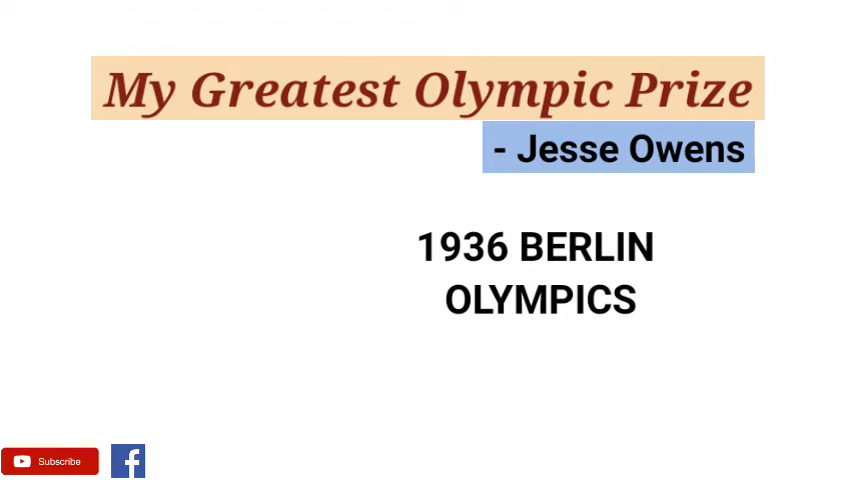 My Greatest Olympic Prize
- Jesse Owens
1936 BERLIN
OLYMPICS
Subscribe